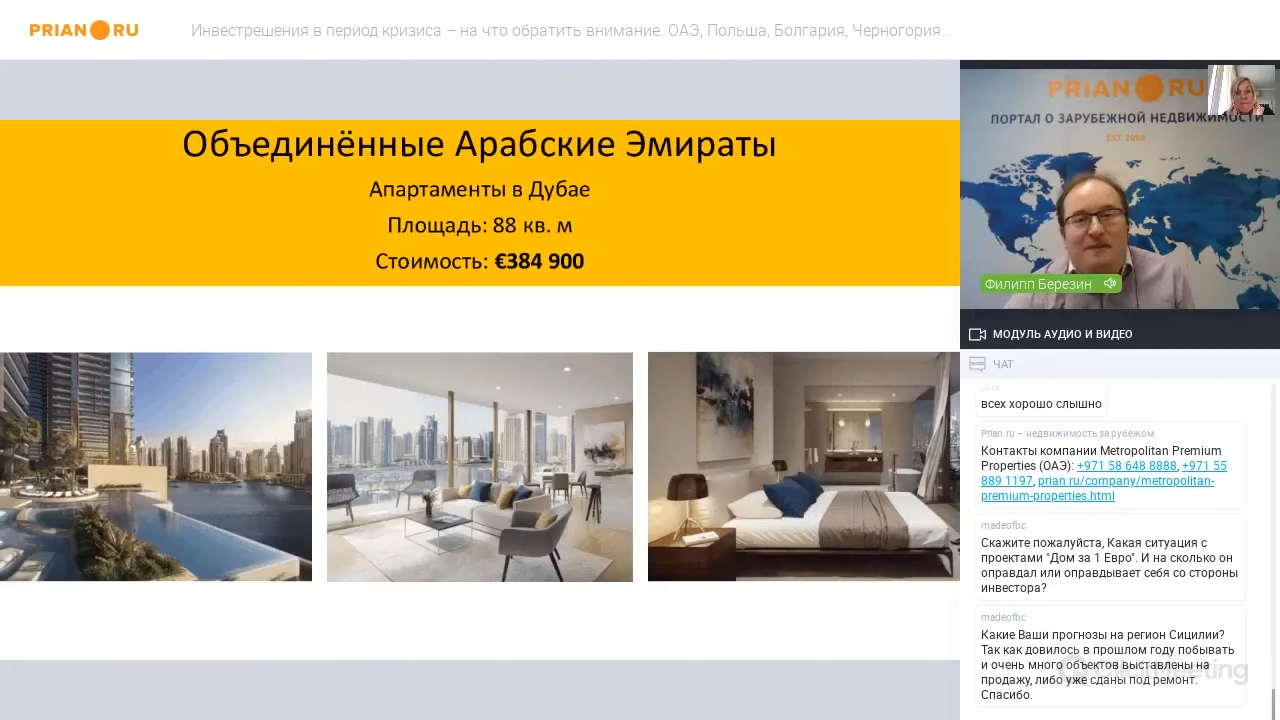 PRIAN RU
Инвестрешения в период кризиса – на что обратить внимание. ОАЭ, Польша, Болгария, Черногория...
Объединённые Арабские Эмираты
Апартаменты в Дубае
Площадь: 88 кв. м
Стоимость: €384 900
PRIAN RU
ПОРТАЛ О ЗАРУБЕЖНОЙ НЕДВИЖИМОСТИ
EST. 2006
Филипп Березин
МОДУЛЬ АУДИО И ВИДЕО
ЧАТ
всех хорошо слышно
Prian.ru – недвижимость за рубежом
Контакты компании Metropolitan Premium
Properties (ОАЭ): +971 58 648 8888, +971 55
889 1197, prian.ru/company/metropolitan-
premium-properties.html
madeofbc
Скажите пожалуйста, Какая ситуация с
проектами "Дом за 1 Евро". И на сколько он
оправдал или оправдывает себя со стороны
инвестора?
madeofbc
Какие Ваши прогнозы на регион Сицилии?
Так как довилось в прошлом году побывать
и очень много объектов выставлены на
продажу, либо уже сданы под ремонт.
Спасибо.
ClickMeeting